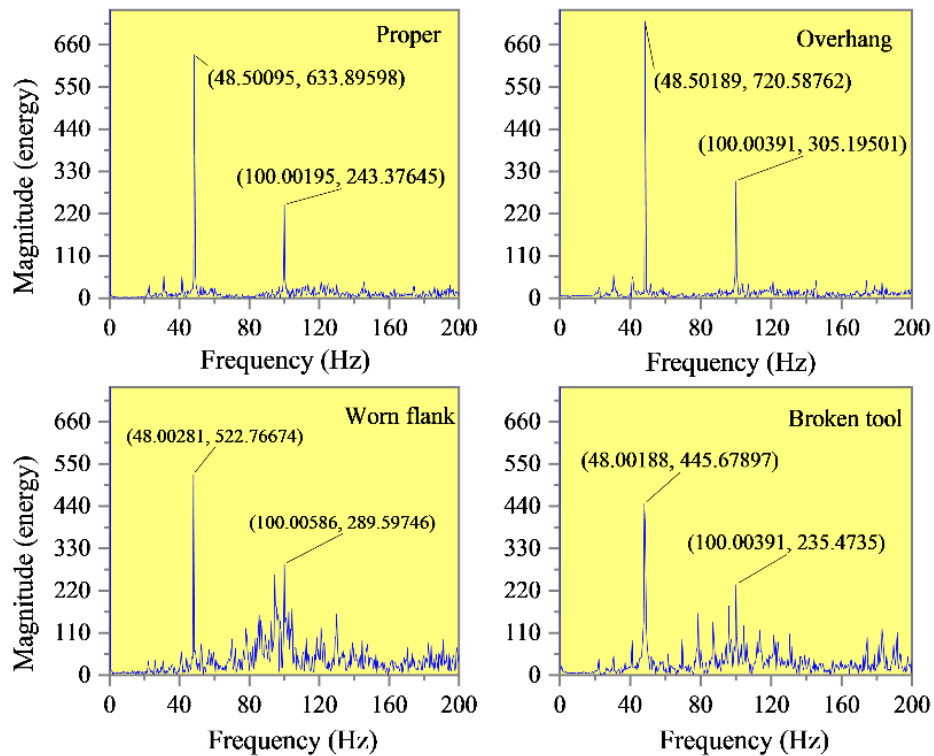 Proper
660
550
440
330
220
110
0
(48.50095, 633.89598)
(100.00195, 243.37645)
0 40 80 120 160 200
Frequency (Hz)
Magnitude (energy)
Overhang
660
550
440
330
220
110
0
(48.50189, 720.58762)
(100.00391, 305.19501)
0 40 80 120 160 200
Frequency (Hz)
Worn flank
660
550
440
330
220
110
0
(48.00281, 522.76674)
(100.00586, 289.59746)
0 40 80 120 160 200
Frequency (Hz)
Magnitude (energy)
Broken tool
660
550
440
330
220
110
0
(48.00188, 445.67897)
(100.00391, 235.4735)
0 40 80 120 160 200
Frequency (Hz)